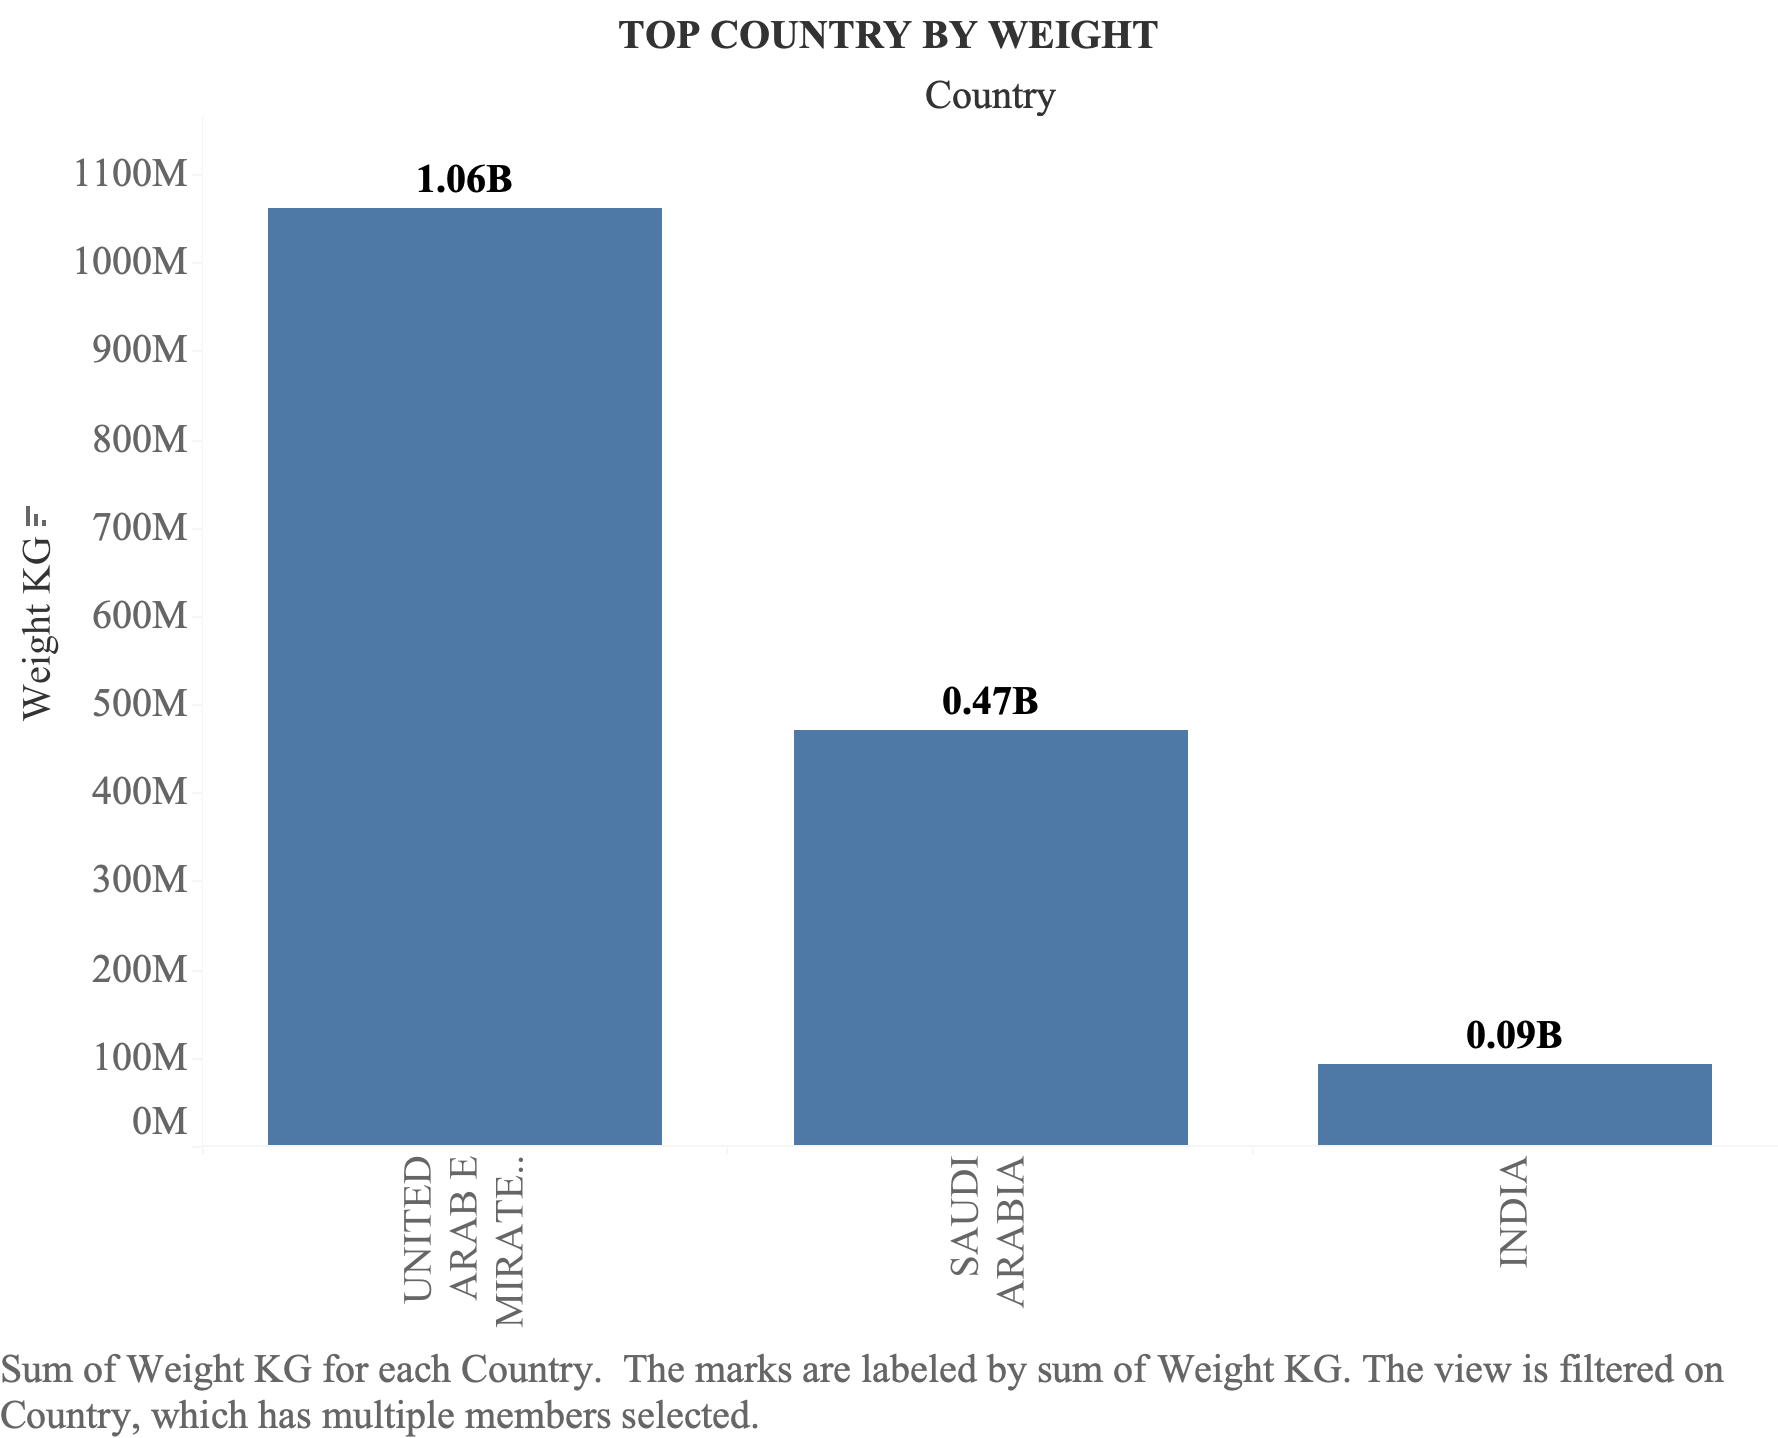 TOP COUNTRY BY WEIGHT
Country
1100M
1000M
900M
800M
700M
600M
500M
400M
300M
200M
100M
0M
Weight KG
1.06B
0.47B
0.09B
UNITED
ARAB E
MIRATE..
SAUDI
ARABIA
INDIA
Sum of Weight KG for each Country.  The marks are labeled by sum of Weight KG. The view is filtered on
Country, which has multiple members selected.